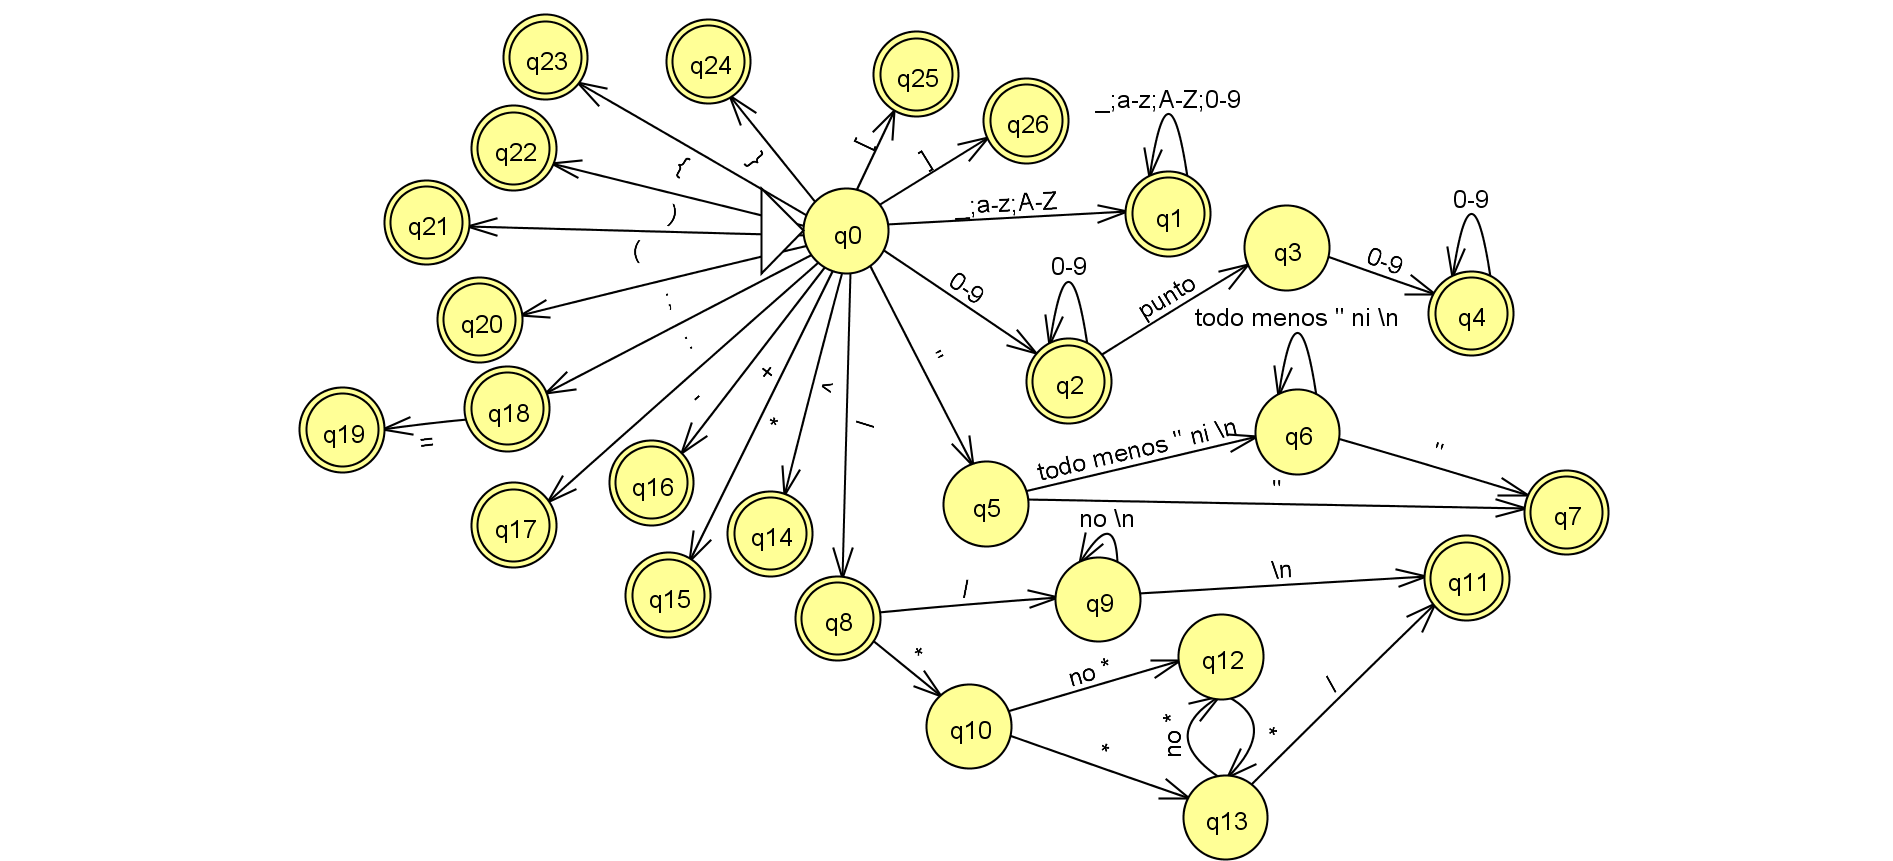 q23
q24
q25
q26
_;a-z;A-Z;0-9
q22
{
}
[
]
q21
)
q0
_;a-z;A-Z
q1
0-9
q3
0-9
q4
(
0-9
0-9
punto
q20
;
q2
todo menos " ni \n
:
"
q19
=
q18
-
+
*
<
/
q6
todo menos " ni \n
"
"
q17
q16
q14
q5
q7
no \n
q15
q8
/
q9
\n
q11
*
no *
q12
q10
*
no *
*
/
q13